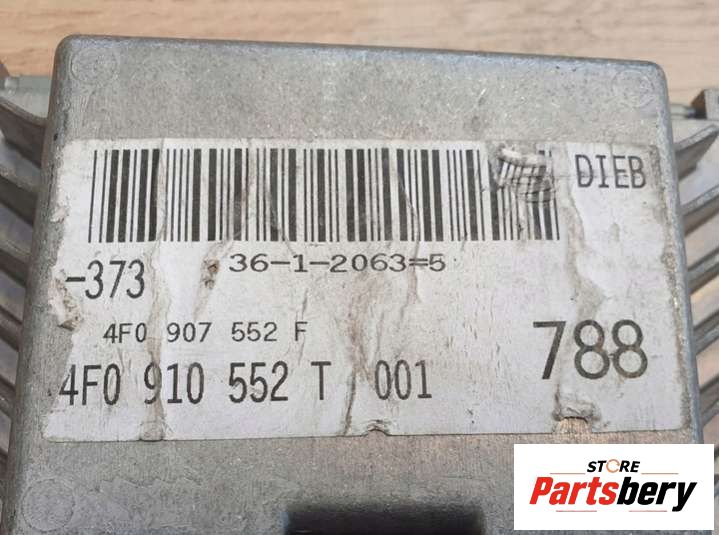 DIEB
36-1-2063=5
-373
4F0 907 552 F
788
4F0 910 552 T 001
STORE
Partsbery